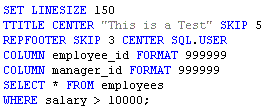 SET LINESIZE 150
TTITLE CENTER "This is a Test" SKIP 5
REPFOOTER SKIP 3 CENTER SQL.USER
COLUMN employee_id FORMAT 999999
COLUMN manager_id FORMAT 999999
SELECT * FROM employees
WHERE salary > 10000;